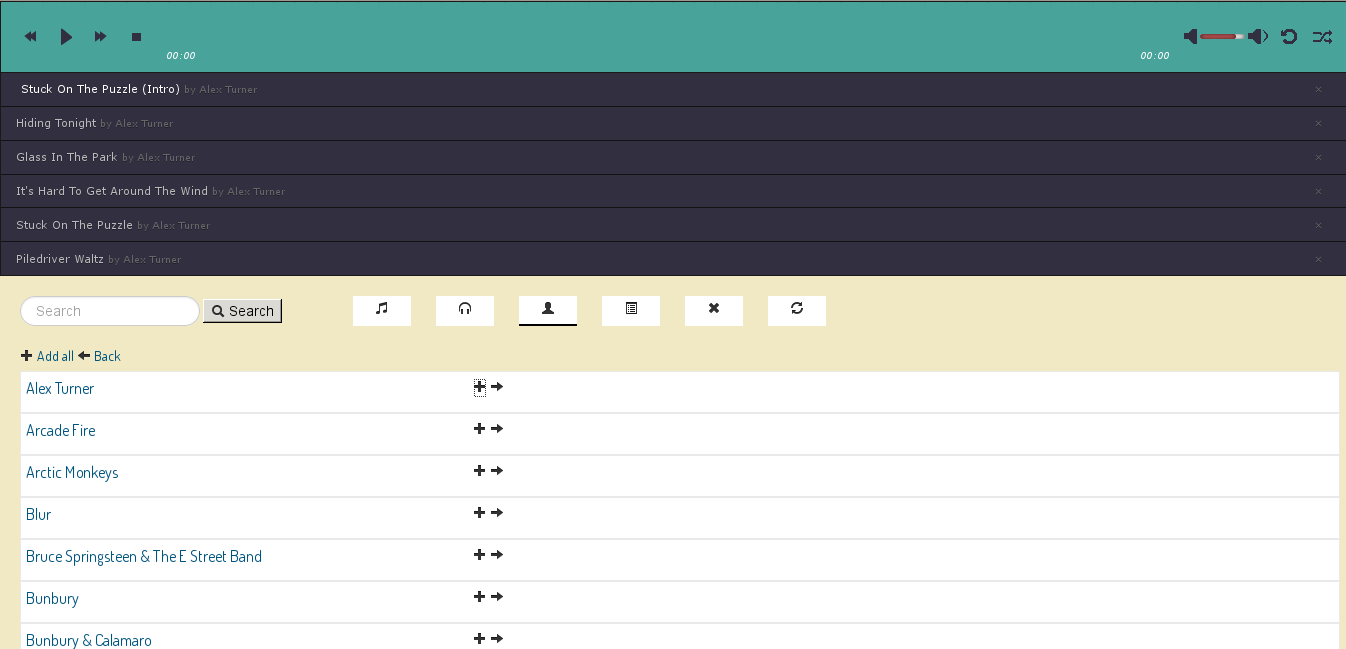 00:00 00:00
Stuck On The Puzzle (Intro) by Alex Turner ×
Hiding Tonight by Alex Turner ×
Glass In The Park by Alex Turner ×
It's Hard To Get Around The Wind by Alex Turner ×
Stuck On The Puzzle by Alex Turner ×
Piledriver Waltz by Alex Turner ×
Search Search
Add all Back
Alex Turner
Arcade Fire
Arctic Monkeys
Blur
Bruce Springsteen & The E Street Band
Bunbury
Bunbury & Calamaro